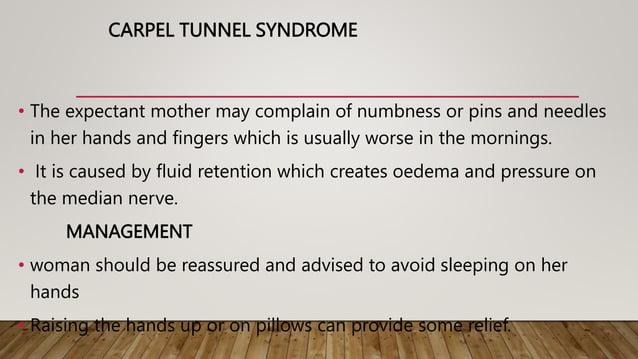 CARPEL TUNNEL SYNDROME
• The expectant mother may complain of numbness or pins and needles
in her hands and fingers which is usually worse in the mornings.
• It is caused by fluid retention which creates oedema and pressure on
the median nerve.
MANAGEMENT
• woman should be reassured and advised to avoid sleeping on her
hands
• Raising the hands up or on pillows can provide some relief.